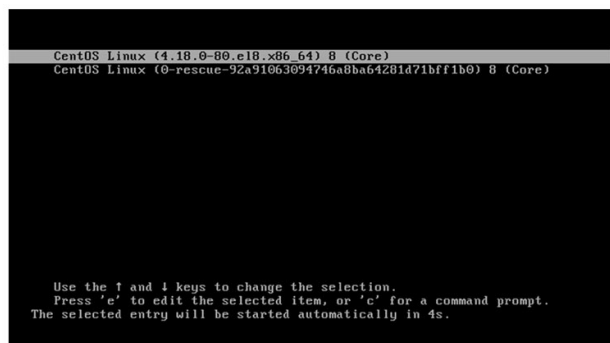 CentOS Linux (4.18.0-80.el8.x86_64) 8 (Core)
CentOS Linux (0-rescue-92a91063094746a8ba64281d71bff1b0) 8 (Core)
Use the ↑ and ↓ keys to change the selection.
Press 'e' to edit the selected item, or 'c' for a command prompt.
The selected entry will be started automatically in 4s.